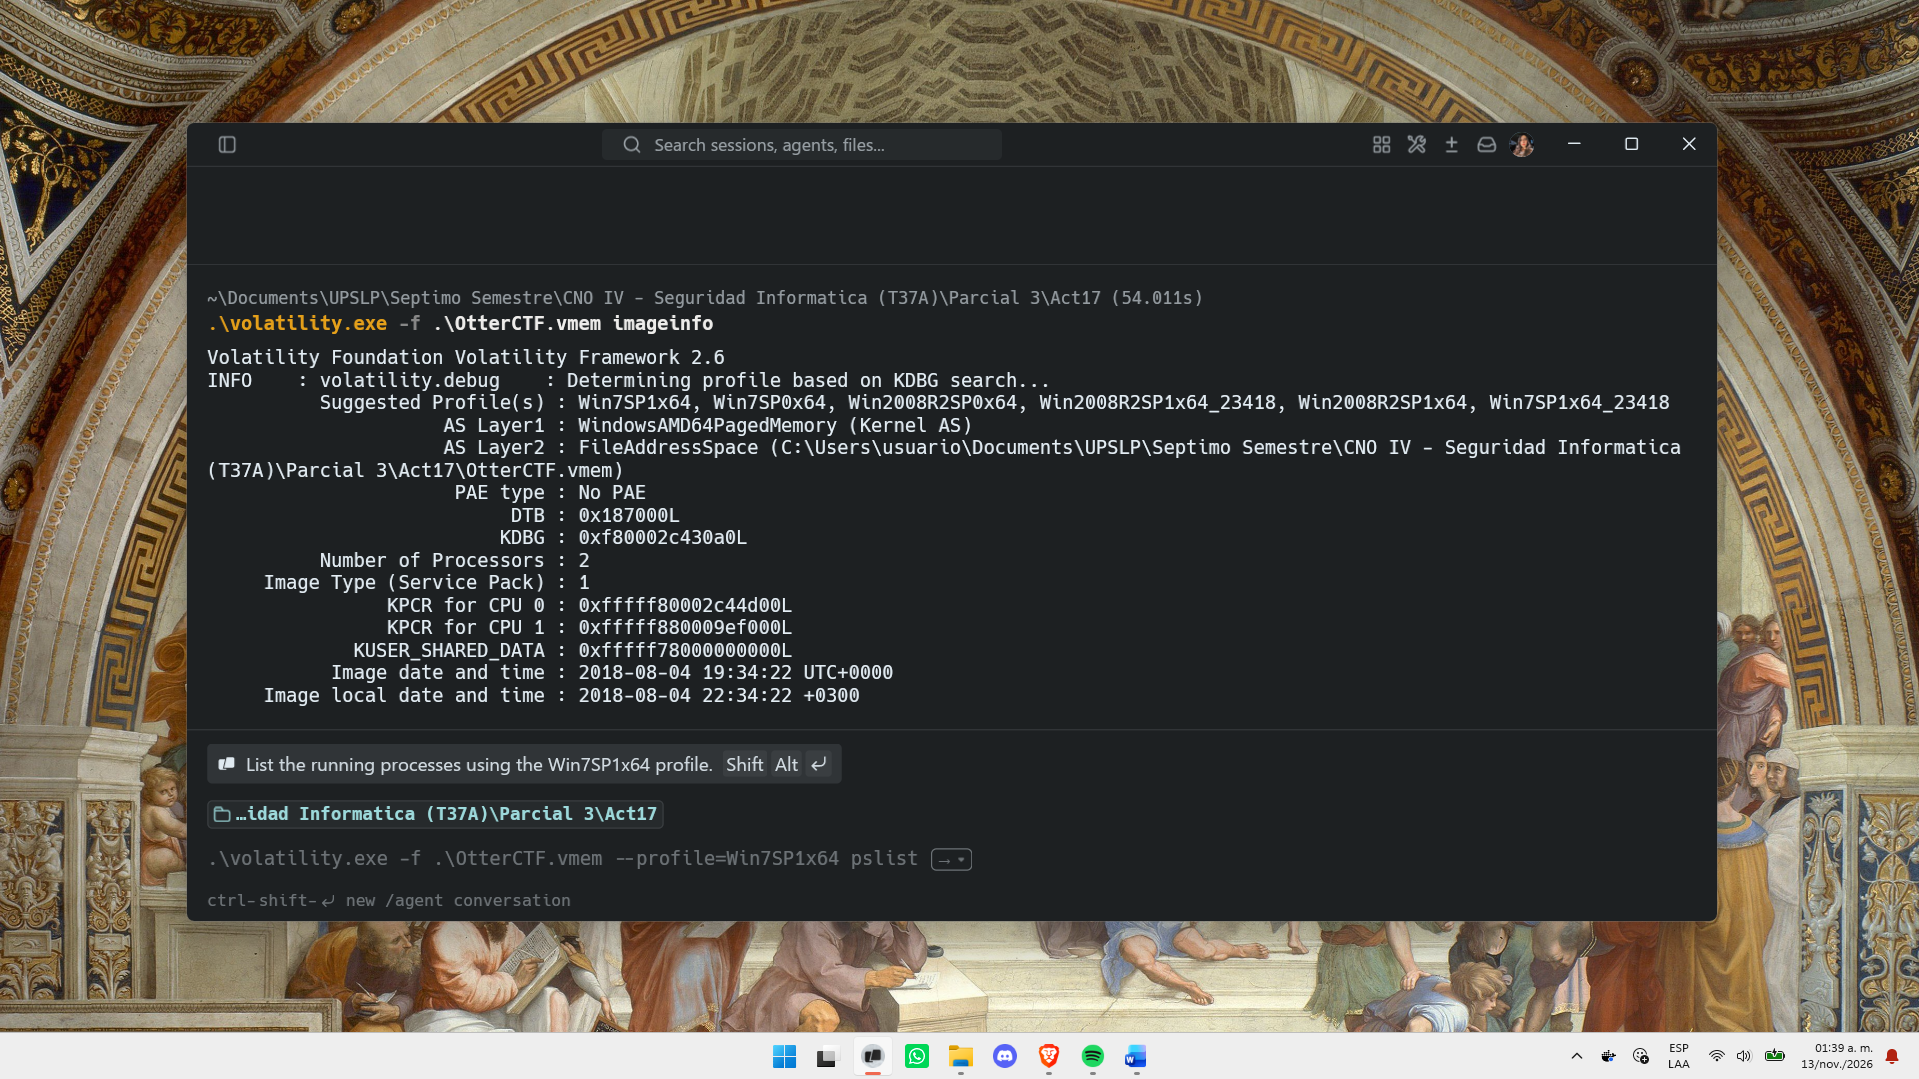 Search sessions, agents, files...
~\Documents\UPSLP\Septimo Semestre\CNO IV - Seguridad Informatica (T37A)\Parcial 3\Act17 (54.011s)
.\volatility.exe -f .\OtterCTF.vmem imageinfo
Volatility Foundation Volatility Framework 2.6
INFO    : volatility.debug    : Determining profile based on KDBG search...
Suggested Profile(s) : Win7SP1x64, Win7SP0x64, Win2008R2SP0x64, Win2008R2SP1x64_23418, Win2008R2SP1x64, Win7SP1x64_23418
AS Layer1 : WindowsAMD64PagedMemory (Kernel AS)
AS Layer2 : FileAddressSpace (C:\Users\usuario\Documents\UPSLP\Septimo Semestre\CNO IV - Seguridad Informatica
(T37A)\Parcial 3\Act17\OtterCTF.vmem)
PAE type : No PAE
DTB : 0x187000L
KDBG : 0xf80002c430a0L
Number of Processors : 2
Image Type (Service Pack) : 1
KPCR for CPU 0 : 0xfffff80002c44d00L
KPCR for CPU 1 : 0xfffff880009ef000L
KUSER_SHARED_DATA : 0xfffff78000000000L
Image date and time : 2018-08-04 19:34:22 UTC+0000
Image local date and time : 2018-08-04 22:34:22 +0300
List the running processes using the Win7SP1x64 profile. Shift Alt ↵
…idad Informatica (T37A)\Parcial 3\Act17
.\volatility.exe -f .\OtterCTF.vmem --profile=Win7SP1x64 pslist →
ctrl-shift-↵ new /agent conversation
ESP
LAA
01:39 a. m.
13/nov./2026